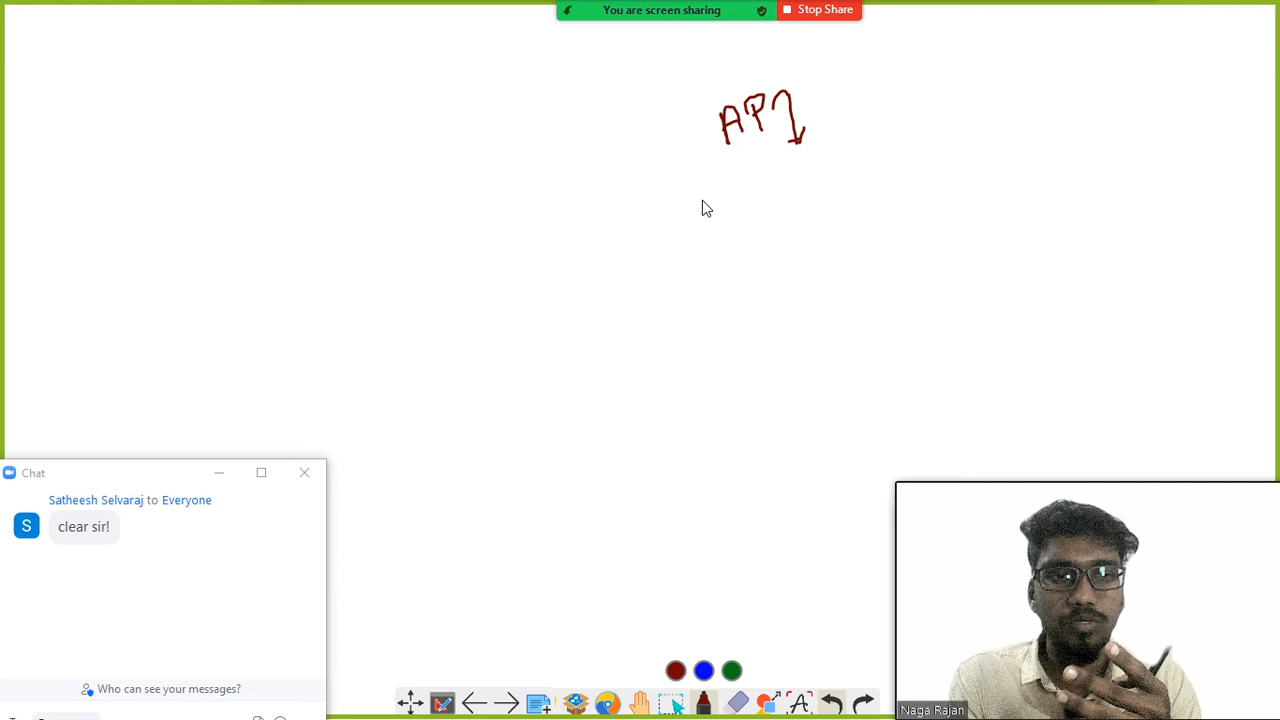 You are screen sharing
Stop Share
API
Chat
Satheesh Selvaraj to Everyone
S
clear sir!
Who can see your messages?
Naga Rajan